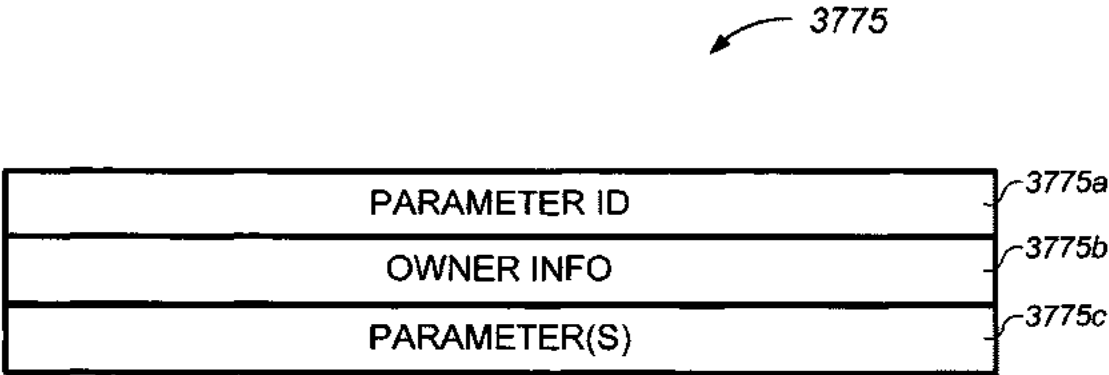 3775
PARAMETER ID 3775a
OWNER INFO 3775b
PARAMETER(S) 3775c